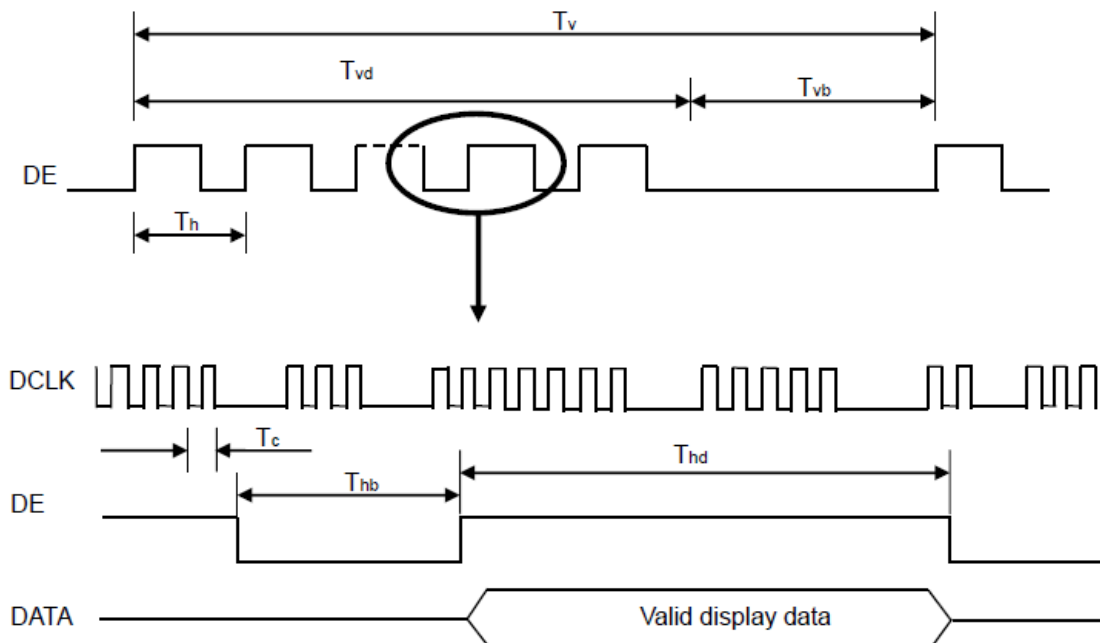 Tv
Tvd
Tvb
DE
Th
DCLK
Tc
Thd
Thb
DE
DATA
Valid display data